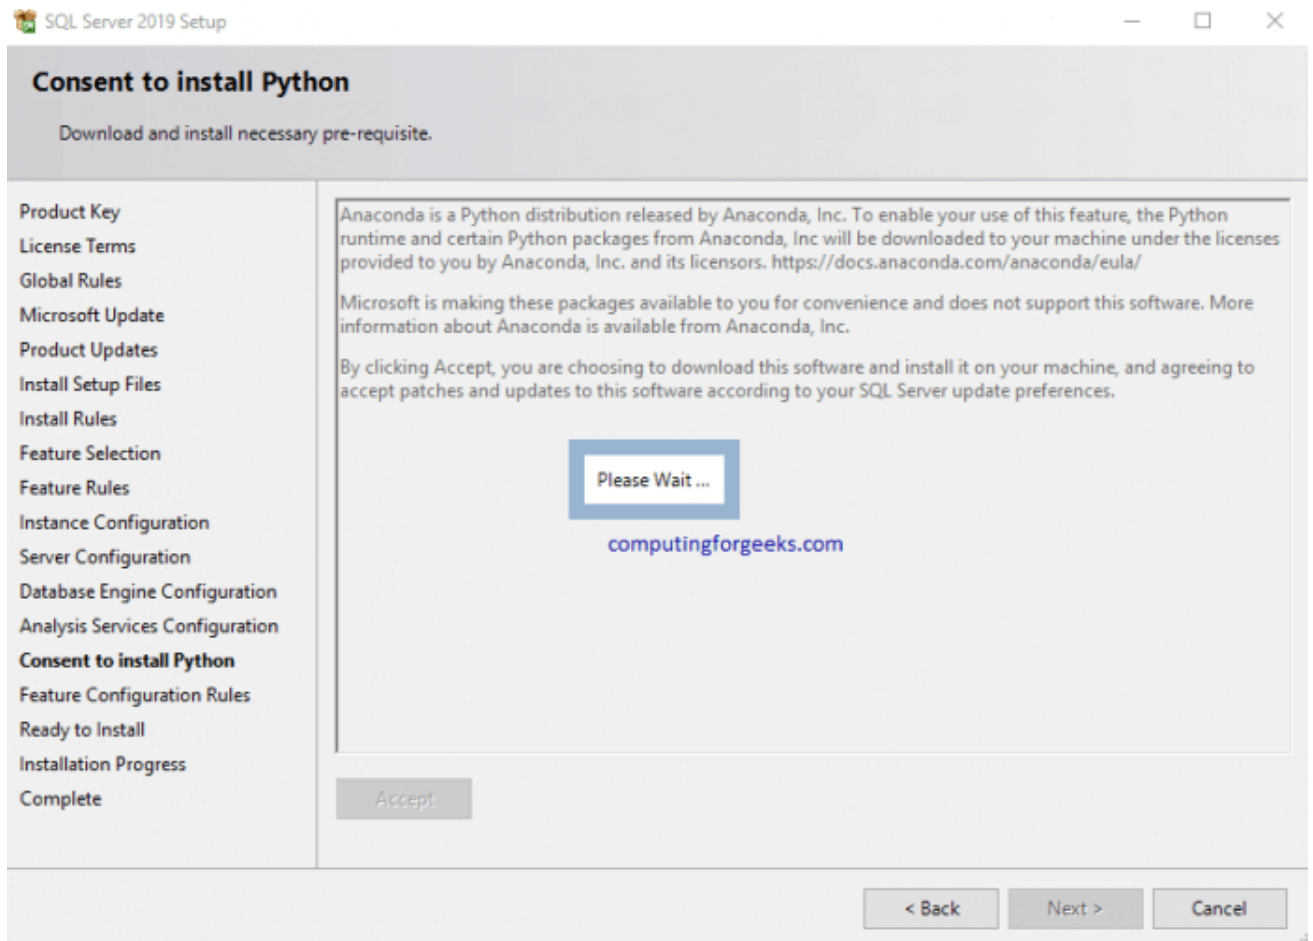 SQL Server 2019 Setup
Consent to install Python
Download and install necessary pre-requisite.
Product Key
License Terms
Global Rules
Microsoft Update
Product Updates
Install Setup Files
Install Rules
Feature Selection
Feature Rules
Instance Configuration
Server Configuration
Database Engine Configuration
Analysis Services Configuration
Consent to install Python
Feature Configuration Rules
Ready to Install
Installation Progress
Complete
Anaconda is a Python distribution released by Anaconda, Inc. To enable your use of this feature, the Python
runtime and certain Python packages from Anaconda, Inc will be downloaded to your machine under the licenses
provided to you by Anaconda, Inc. and its licensors. https://docs.anaconda.com/anaconda/eula/
Microsoft is making these packages available to you for convenience and does not support this software. More
information about Anaconda is available from Anaconda, Inc.
By clicking Accept, you are choosing to download this software and install it on your machine, and agreeing to
accept patches and updates to this software according to your SQL Server update preferences.
Please Wait ...
computingforgeeks.com
Accept
< Back
Next >
Cancel